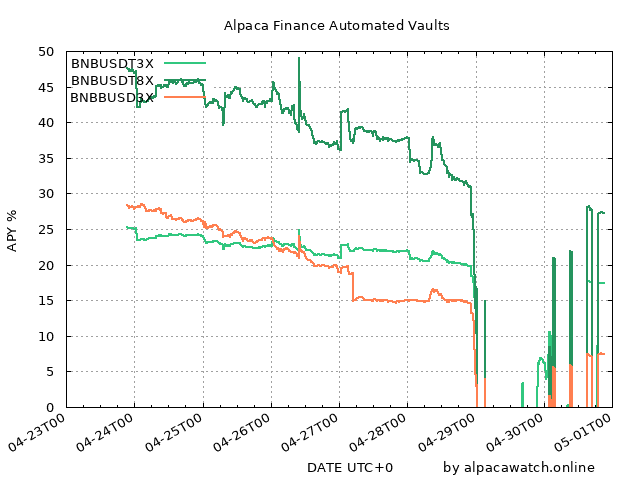 Alpaca Finance Automated Vaults
BNBUSDT3X
BNBUSDT8X
BNBBUSD3X
APY %
50
45
40
35
30
25
20
15
10
5
0
04-23T00
04-24T00
04-25T00
04-26T00
04-27T00
04-28T00
04-29T00
04-30T00
05-01T00
DATE UTC+0
by alpacawatch.online